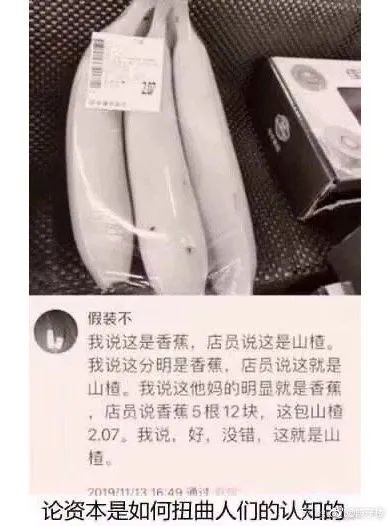 2.07
假装不
我说这是香蕉，店员说这是山楂。
我说这分明是香蕉，店员说这就是
山楂。我说这他妈的明显就是香蕉
，店员说香蕉5根12块，这包山楂
2.07。我说，好，没错，这就是山
楂。
2019/11/13 16:49 通过
论资本是如何扭曲人们的认知的